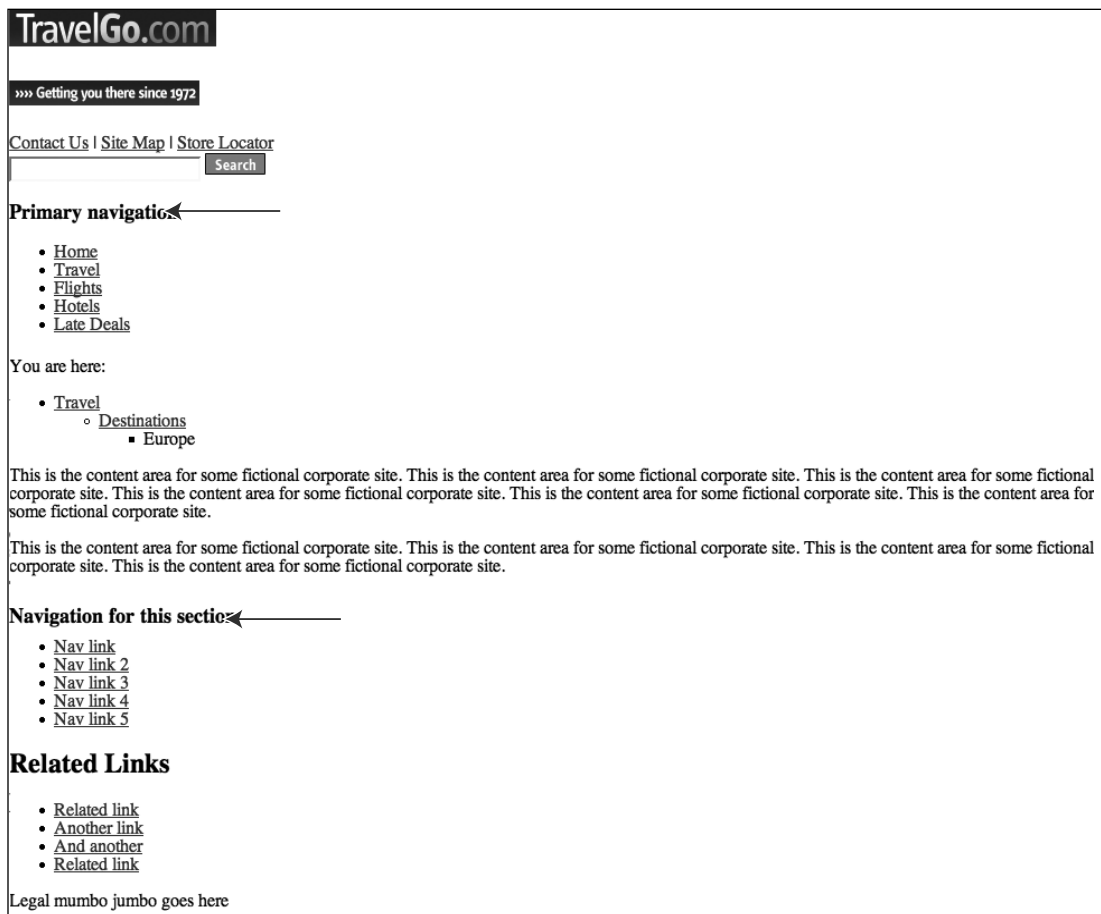 TravelGo.com
»» Getting you there since 1972
Contact Us | Site Map | Store Locator
Search
Primary navigation
• Home
• Travel
• Flights
• Hotels
• Late Deals
You are here:
• Travel
◦ Destinations
▪ Europe
This is the content area for some fictional corporate site. This is the content area for some fictional corporate site. This is the content area for some fictional
corporate site. This is the content area for some fictional corporate site. This is the content area for some fictional corporate site. This is the content area for
some fictional corporate site.
This is the content area for some fictional corporate site. This is the content area for some fictional corporate site. This is the content area for some fictional
corporate site. This is the content area for some fictional corporate site.
Navigation for this section
• Nav link
• Nav link 2
• Nav link 3
• Nav link 4
• Nav link 5
Related Links
• Related link
• Another link
• And another
• Related link
Legal mumbo jumbo goes here